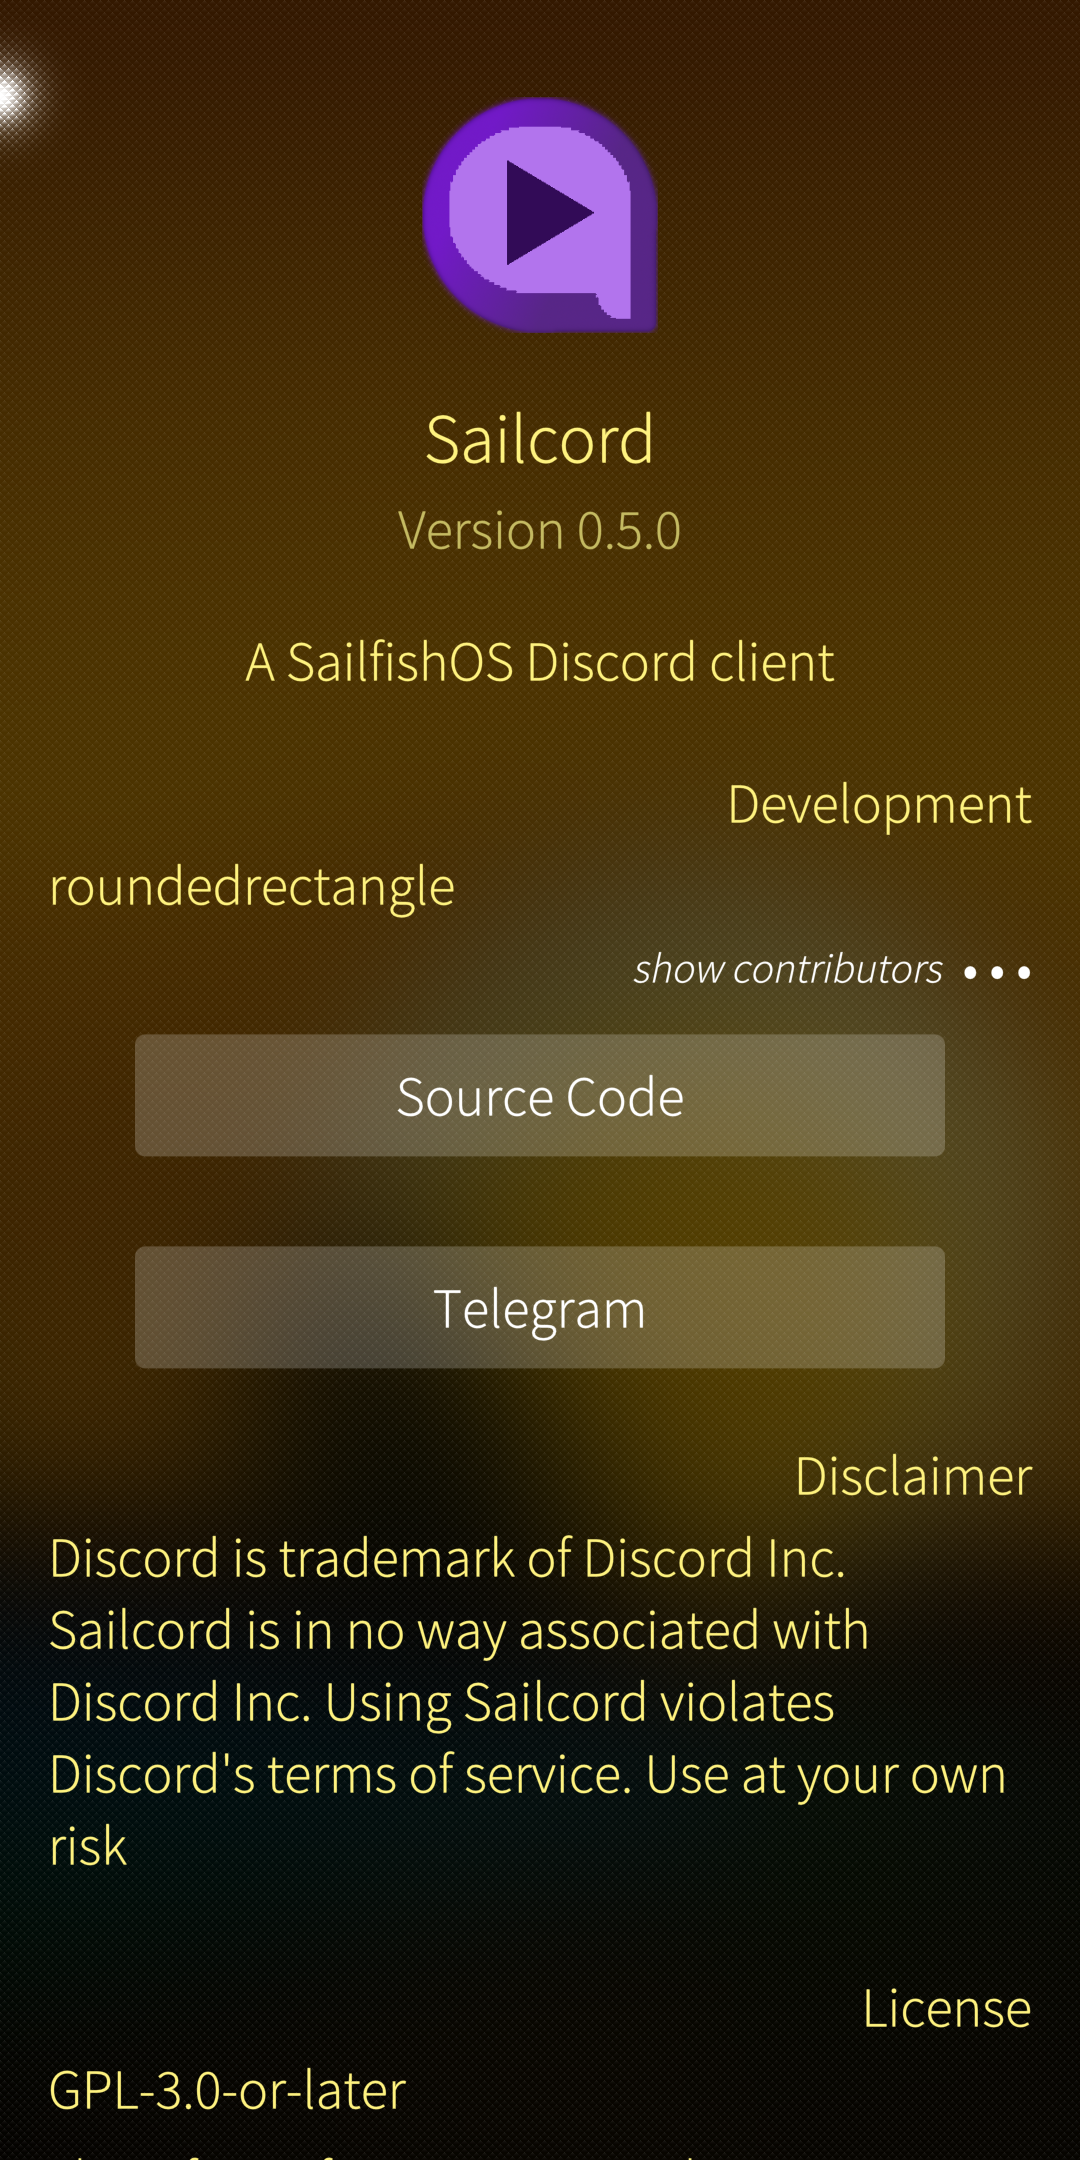 Sailcord
Version 0.5.0
A SailfishOS Discord client
Development
roundedrectangle
show contributors
Source Code
Telegram
Disclaimer
Discord is trademark of Discord Inc.
Sailcord is in no way associated with
Discord Inc. Using Sailcord violates
Discord's terms of service. Use at your own
risk
License
GPL-3.0-or-later